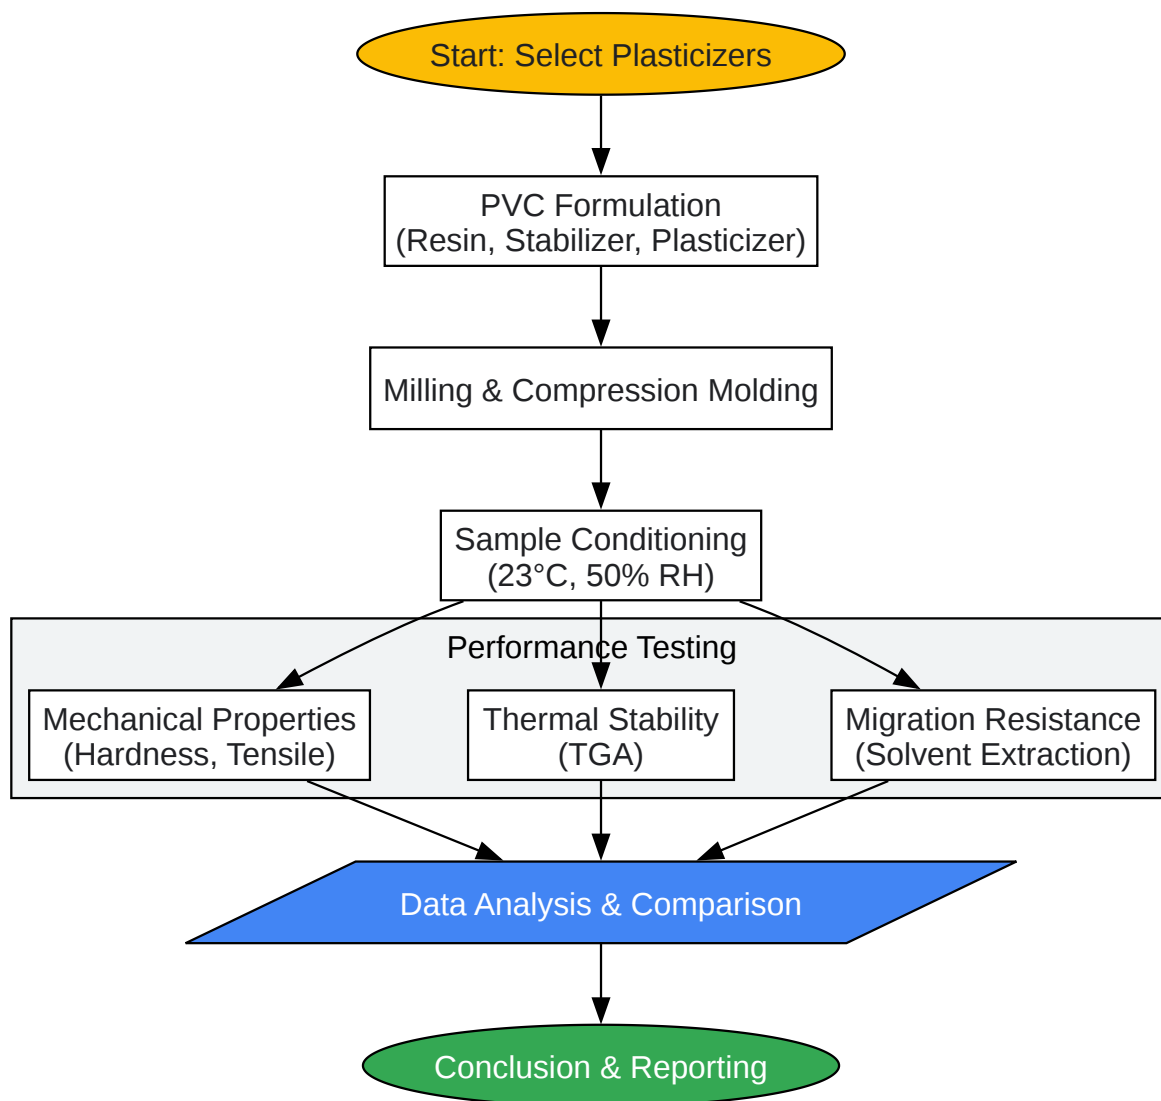 Start: Select Plasticizers
PVC Formulation
(Resin, Stabilizer, Plasticizer)
Milling & Compression Molding
Sample Conditioning
(23°C, 50% RH)
Performance Testing
Mechanical Properties
(Hardness, Tensile)
Thermal Stability
(TGA)
Migration Resistance
(Solvent Extraction)
Data Analysis & Comparison
Conclusion & Reporting